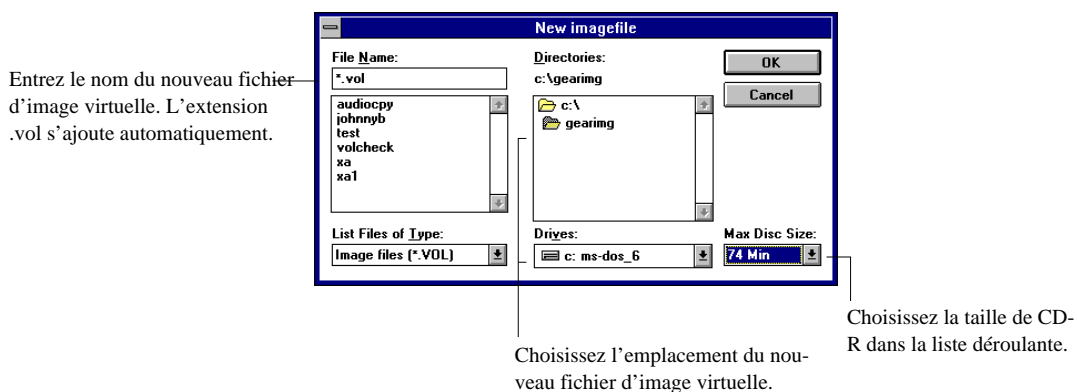 New imagefile
File Name:
*.vol
audiocpy
johnnyb
test
volcheck
xa
xa1
List Files of Type:
Image files (*.VOL)
Directories:
c:\gearimg
c:\
gearimg
Drives:
c: ms-dos_6
OK
Cancel
Max Disc Size:
74 Min
Entrez le nom du nouveau fichier
d’image virtuelle. L’extension
.vol s’ajoute automatiquement.
Choisissez l’emplacement du nou-
veau fichier d’image virtuelle.
Choisissez la taille de CD-
R dans la liste déroulante.